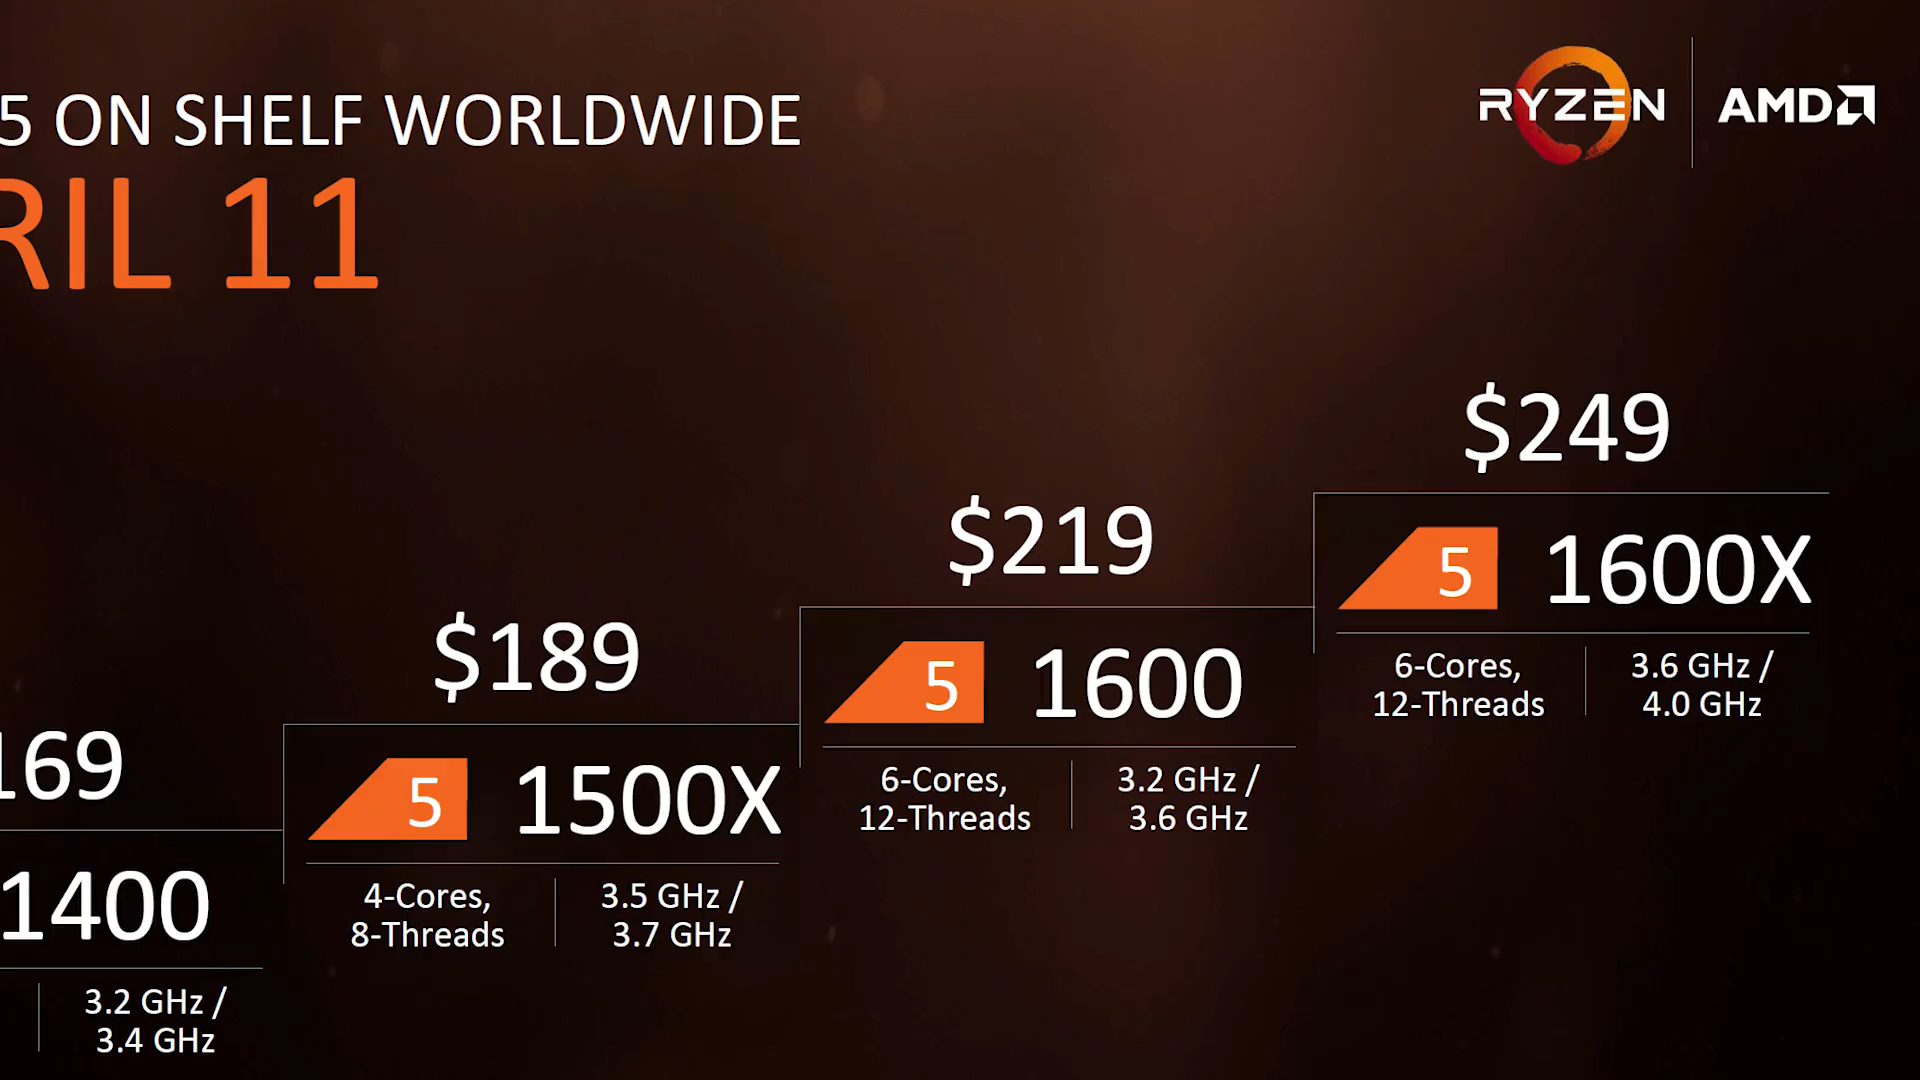 5 ON SHELF WORLDWIDE
RIL 11
RYZEN
AMD
$249
5 1600X
6-Cores,
12-Threads
3.6 GHz /
4.0 GHz
$219
5 1600
6-Cores,
12-Threads
3.2 GHz /
3.6 GHz
$189
5 1500X
4-Cores,
8-Threads
3.5 GHz /
3.7 GHz
169
1400
3.2 GHz /
3.4 GHz